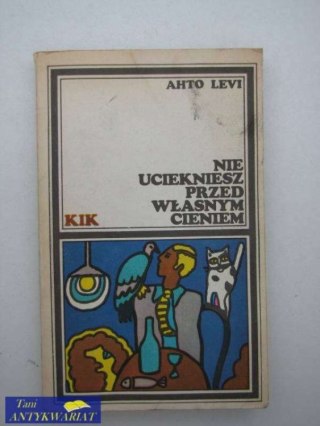 AHTO LEVI
NIE
UCIEKNIESZ
PRZED
WŁASNYM
CIENIEM
KIK
Tani
ANTYKWARIAT